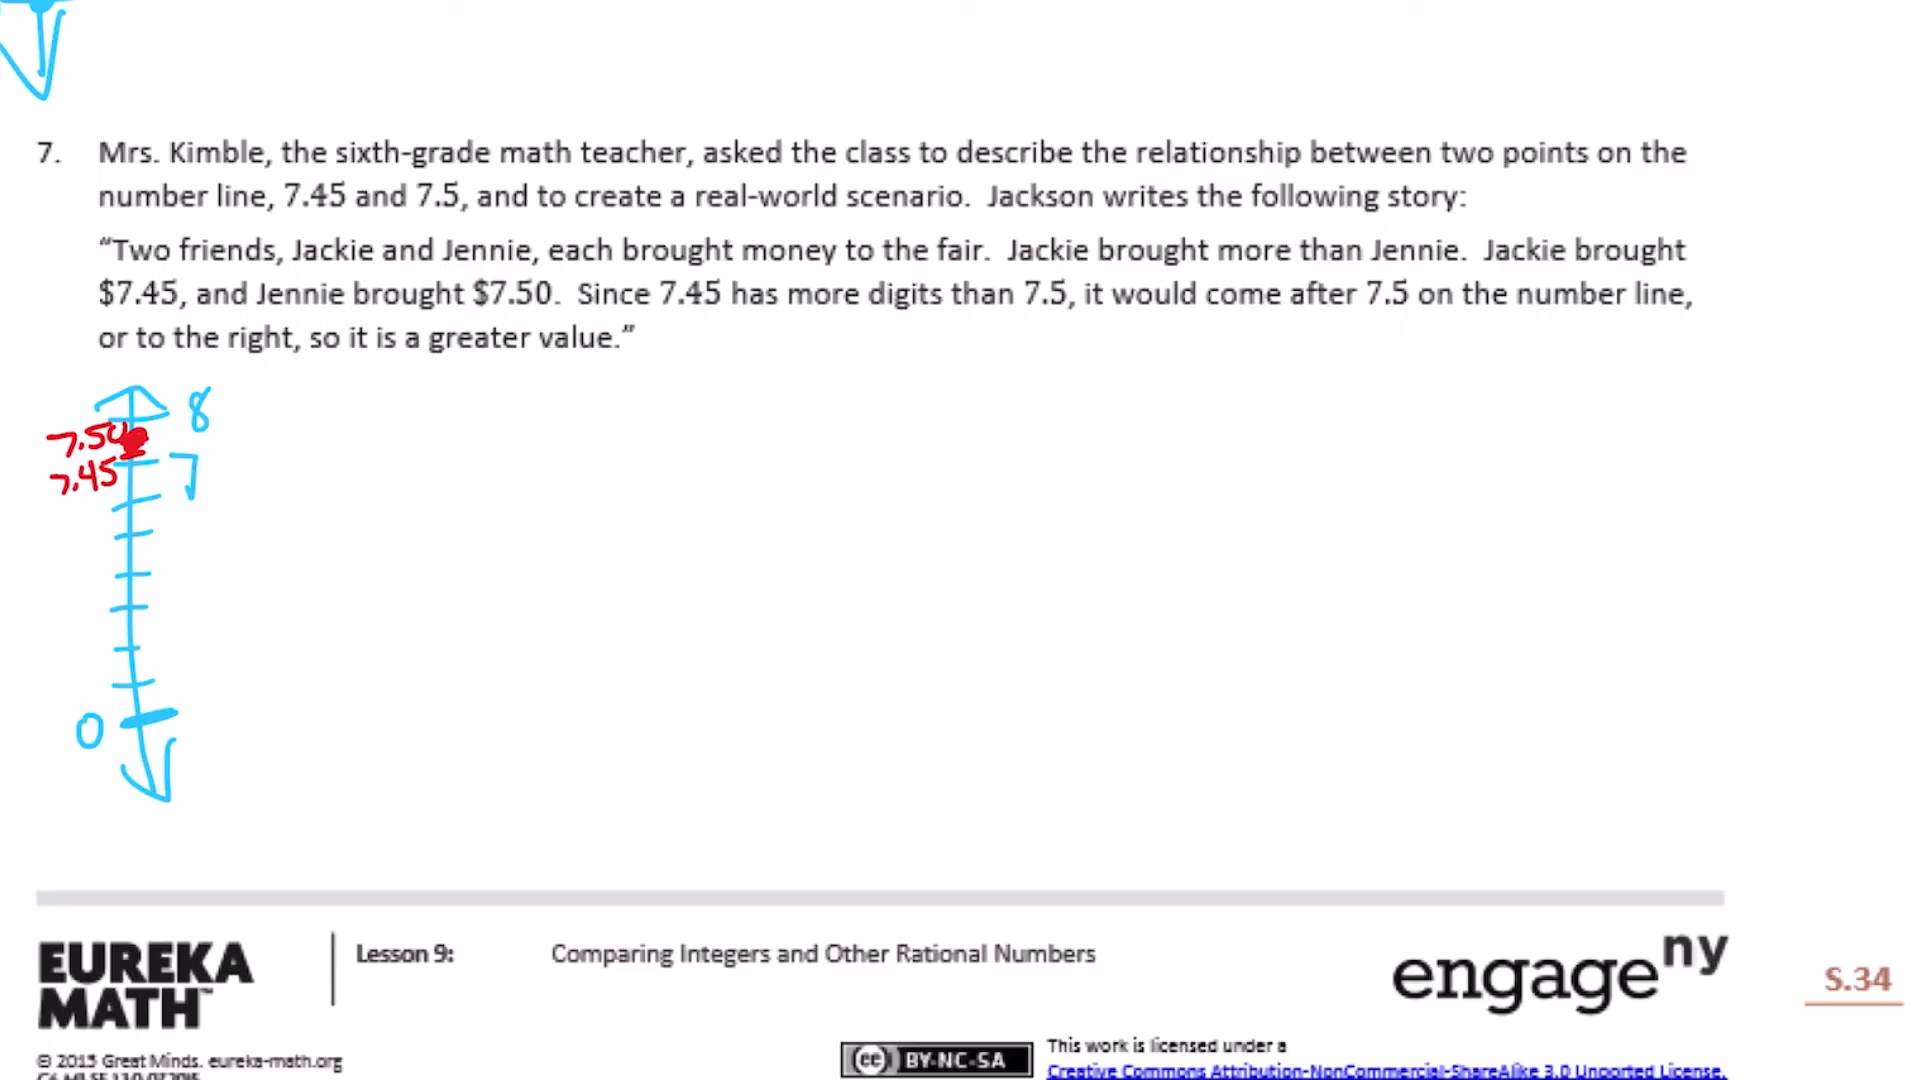 7. Mrs. Kimble, the sixth-grade math teacher, asked the class to describe the relationship between two points on the
number line, 7.45 and 7.5, and to create a real-world scenario. Jackson writes the following story:
“Two friends, Jackie and Jennie, each brought money to the fair. Jackie brought more than Jennie. Jackie brought
$7.45, and Jennie brought $7.50. Since 7.45 has more digits than 7.5, it would come after 7.5 on the number line,
or to the right, so it is a greater value.”
8
7.50
7.45
7
0
EUREKA
MATH™
Lesson 9:
Comparing Integers and Other Rational Numbers
engage ny
S.34
© 2015 Great Minds. eureka-math.org
cc BY-NC-SA
This work is licensed under a
Creative Commons Attribution-NonCommercial-ShareAlike 3.0 Unported License.